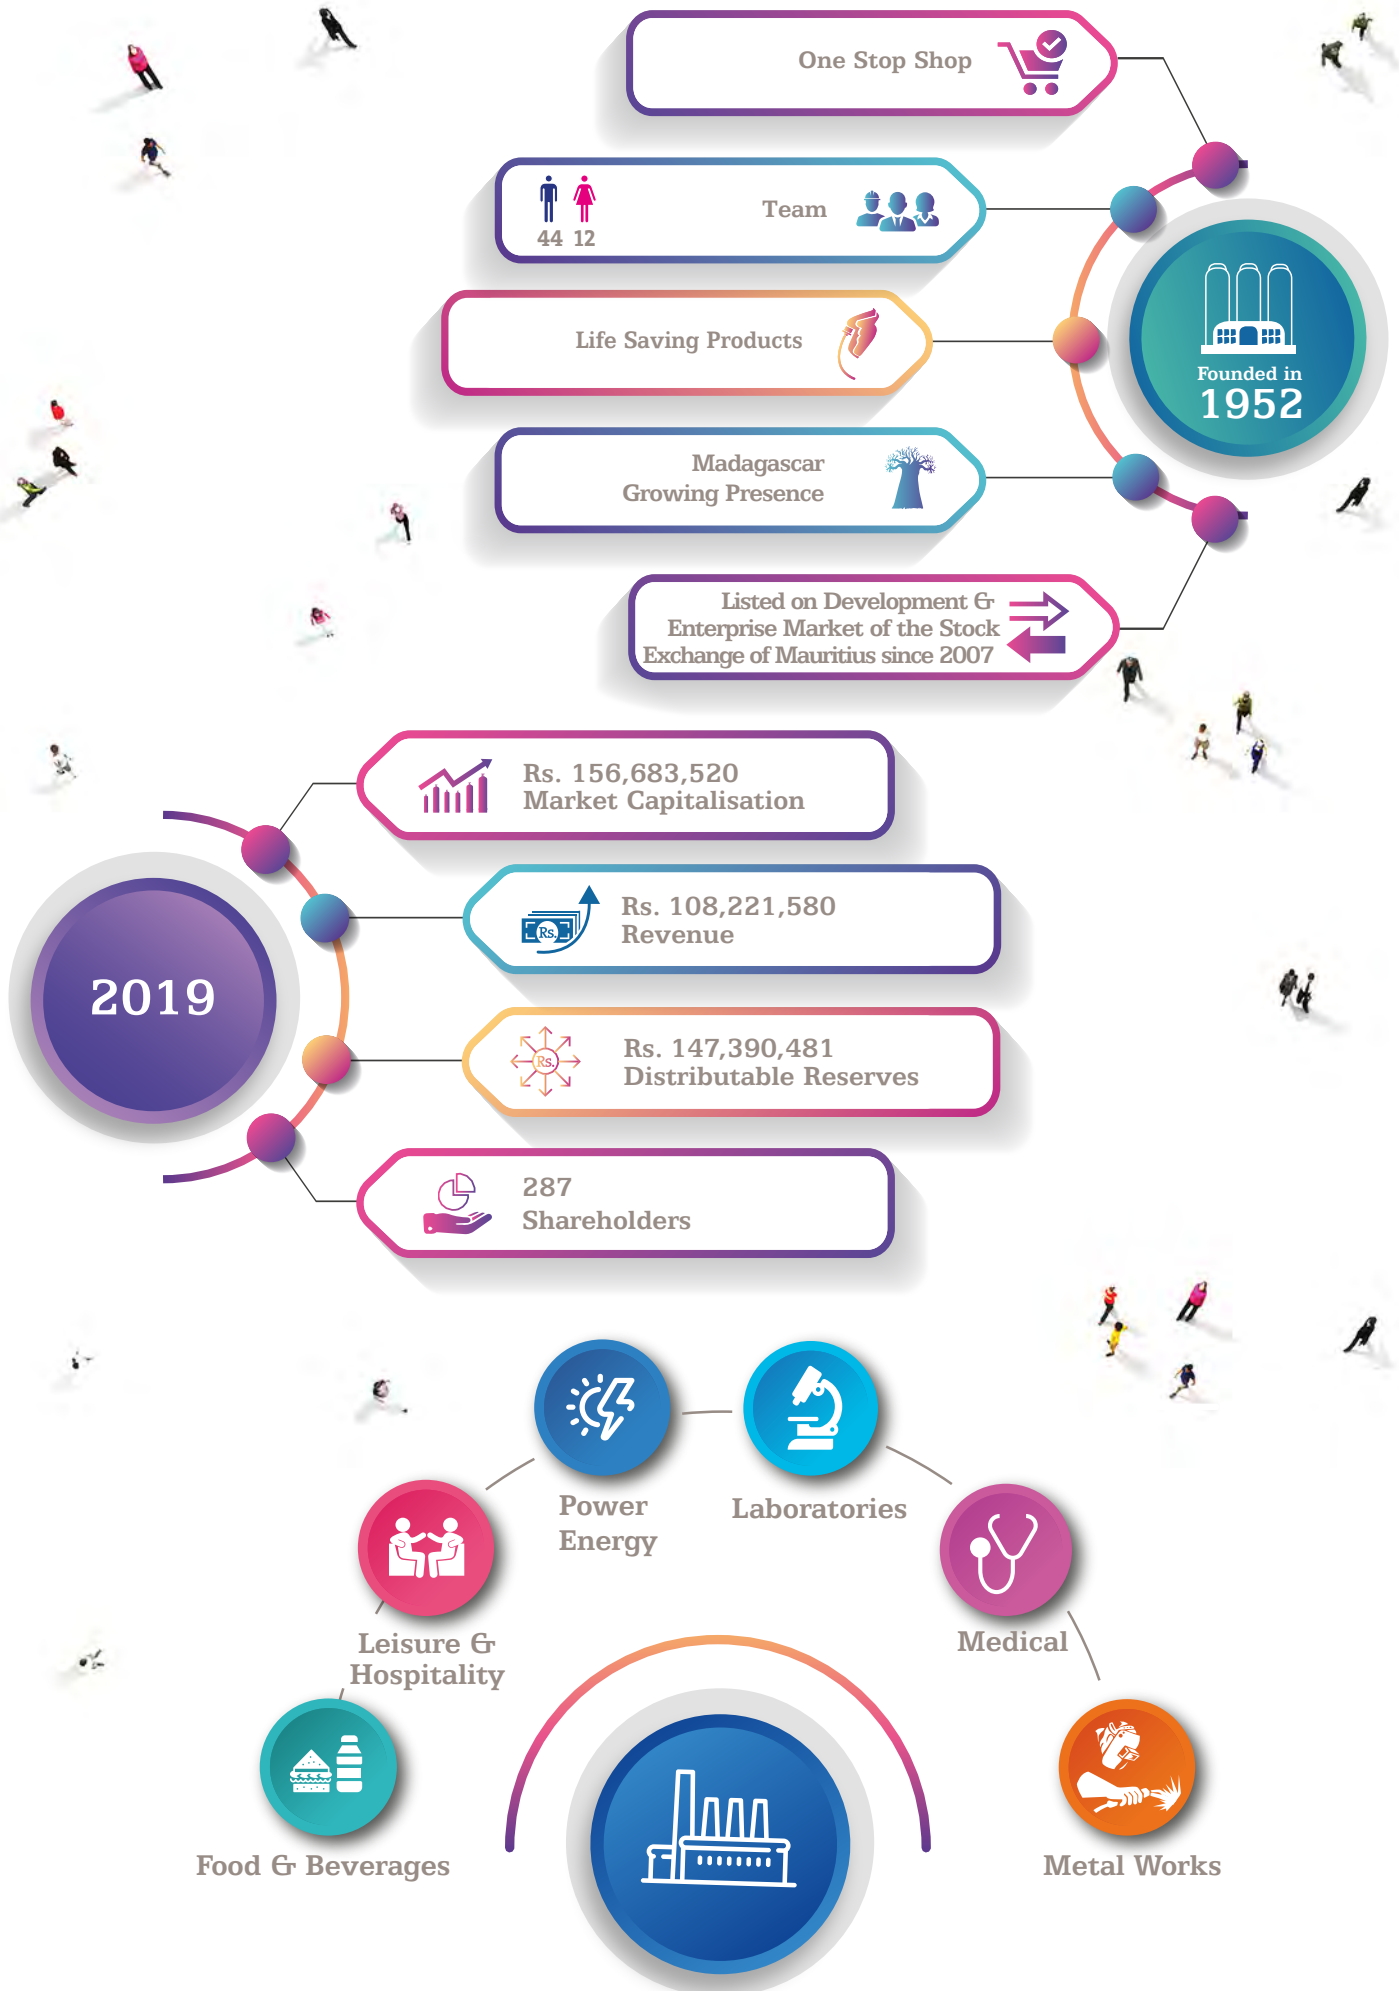 One Stop Shop
44 12
Team
Life Saving Products
Founded in
1952
Madagascar
Growing Presence
Listed on Development &
Enterprise Market of the Stock
Exchange of Mauritius since 2007
Rs. 156,683,520
Market Capitalisation
Rs.
Rs. 108,221,580
Revenue
2019
Rs.
Rs. 147,390,481
Distributable Reserves
287
Shareholders
Power
Energy
Laboratories
Leisure &
Hospitality
Medical
Food & Beverages
Metal Works